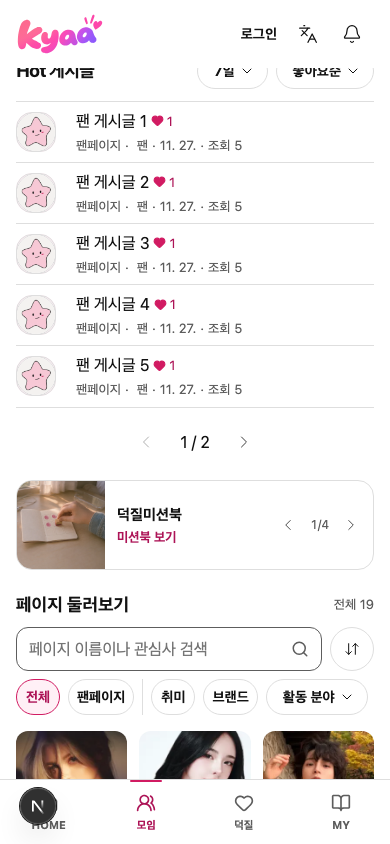 kyaa
로그인
Hot 게시글
7일
좋아요순
팬 게시글 1 1
팬페이지 · 팬 · 11. 27. · 조회 5
팬 게시글 2 1
팬페이지 · 팬 · 11. 27. · 조회 5
팬 게시글 3 1
팬페이지 · 팬 · 11. 27. · 조회 5
팬 게시글 4 1
팬페이지 · 팬 · 11. 27. · 조회 5
팬 게시글 5 1
팬페이지 · 팬 · 11. 27. · 조회 5
1 / 2
덕질미션북
미션북 보기
1/4
페이지 둘러보기
전체 19
페이지 이름이나 관심사 검색
전체
팬페이지
취미
브랜드
활동 분야
N
HOME
모임
덕질
MY